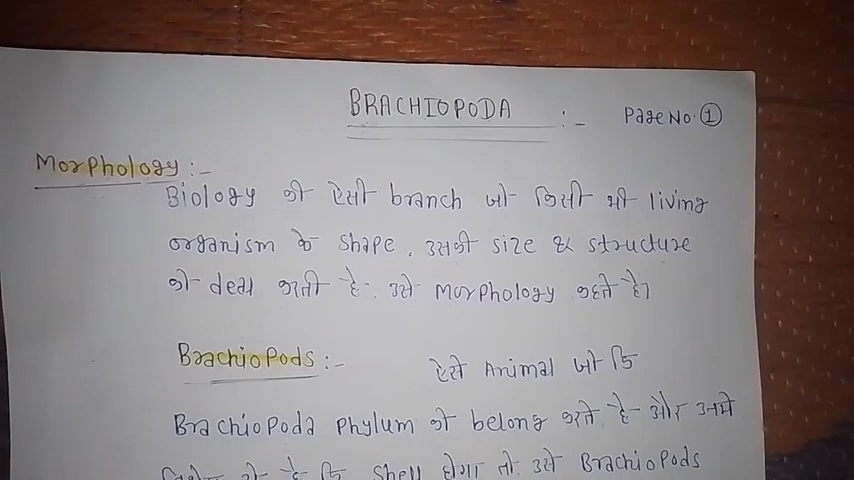 BRACHIOPODA :- Page No. 1
Morphology :-
Biology की ऐसी branch जो किसी भी living
organism के shape, उसकी size & structure
को deal करती है. उसे Morphology कहते है।
BrachioPods :- ऐसे Animal जो कि
BrachioPoda Phylum को belong करते है और उनमे
है कि shell होगा तो उसे BrachioPods